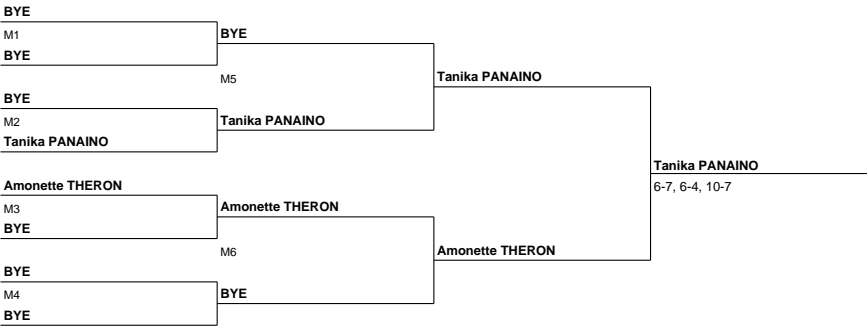 BYE
M1
BYE
BYE
M5
Tanika PANAINO
BYE
M2
Tanika PANAINO
Tanika PANAINO
Tanika PANAINO
6-7, 6-4, 10-7
Amonette THERON
M3
Amonette THERON
BYE
M6
Amonette THERON
BYE
M4
BYE
BYE